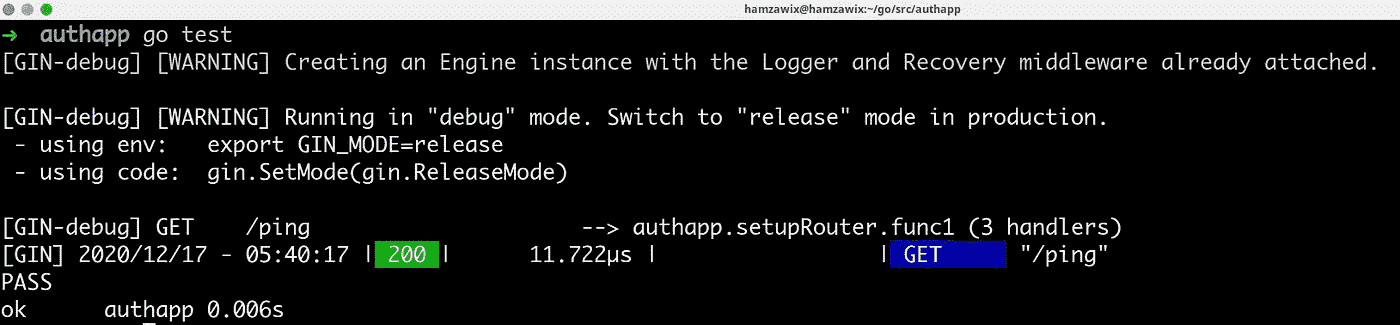 hamzawix@hamzawix:~/go/src/authapp
➜ authapp go test
[GIN-debug] [WARNING] Creating an Engine instance with the Logger and Recovery middleware already attached.
[GIN-debug] [WARNING] Running in "debug" mode. Switch to "release" mode in production.
- using env: export GIN_MODE=release
- using code: gin.SetMode(gin.ReleaseMode)
[GIN-debug] GET /ping --> authapp.setupRouter.func1 (3 handlers)
[GIN] 2020/12/17 - 05:40:17 | 200 | 11.722µs | | GET "/ping"
PASS
ok authapp 0.006s